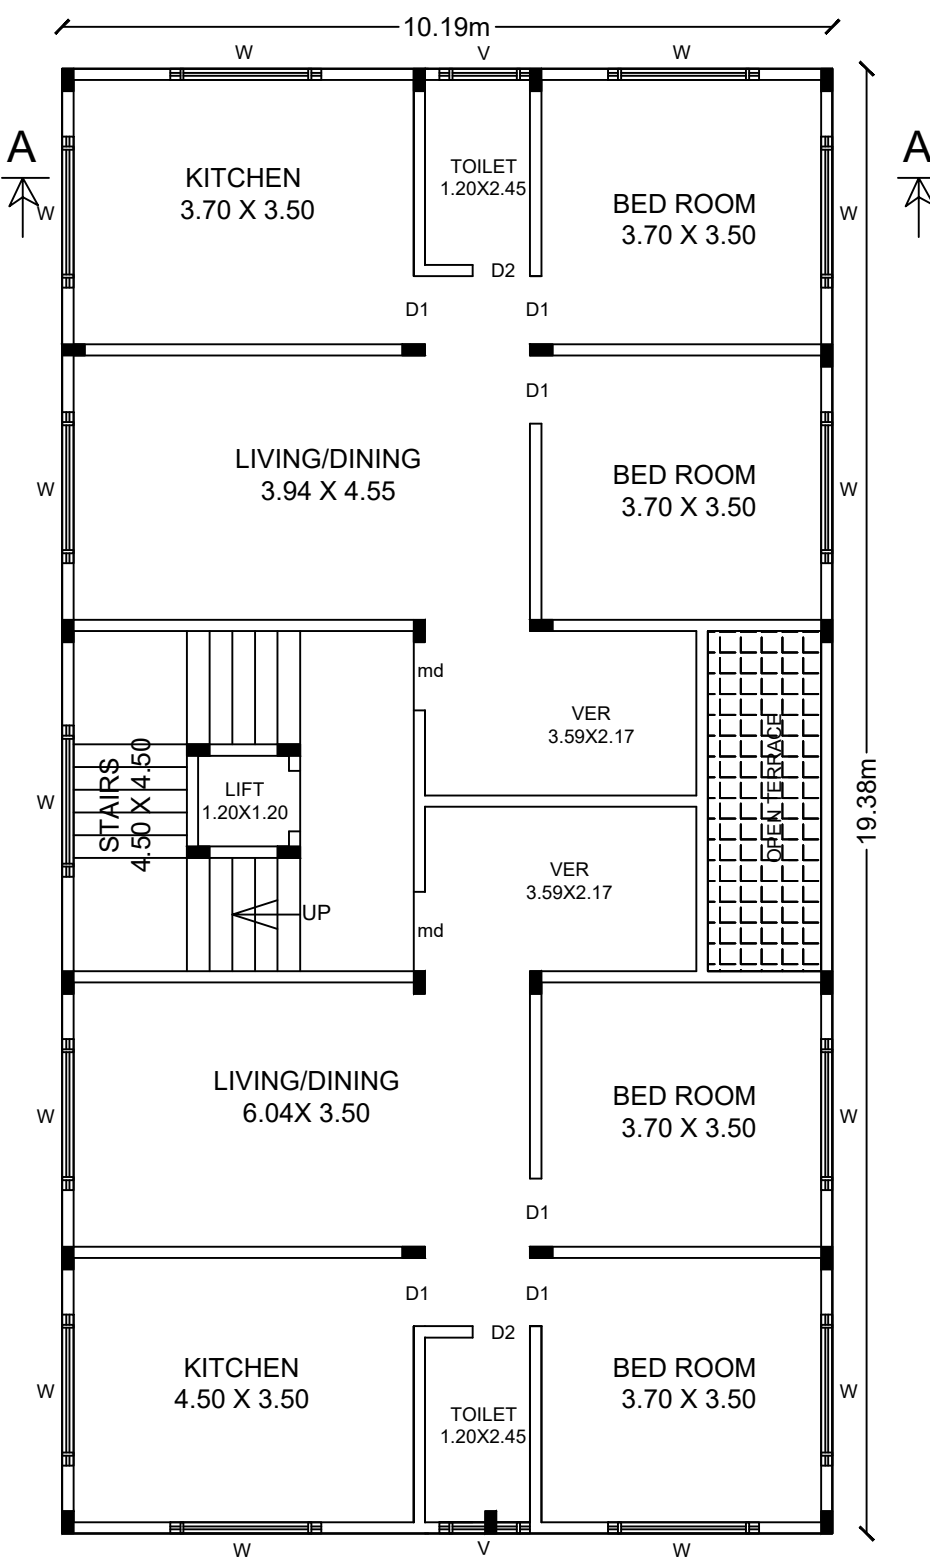 10.19m
W
V
W
A
A
KITCHEN
3.70 X 3.50
TOILET
1.20X2.45
BED ROOM
3.70 X 3.50
W
W
D2
D1
D1
D1
LIVING/DINING
3.94 X 4.55
BED ROOM
3.70 X 3.50
W
W
md
VER
3.59X2.17
STAIRS
4.50 X 4.50
LIFT
1.20X1.20
OPEN TERRACE
19.38m
W
VER
3.59X2.17
UP
md
LIVING/DINING
6.04X 3.50
BED ROOM
3.70 X 3.50
W
W
D1
D1
D1
D2
KITCHEN
4.50 X 3.50
BED ROOM
3.70 X 3.50
W
W
TOILET
1.20X2.45
W
V
W